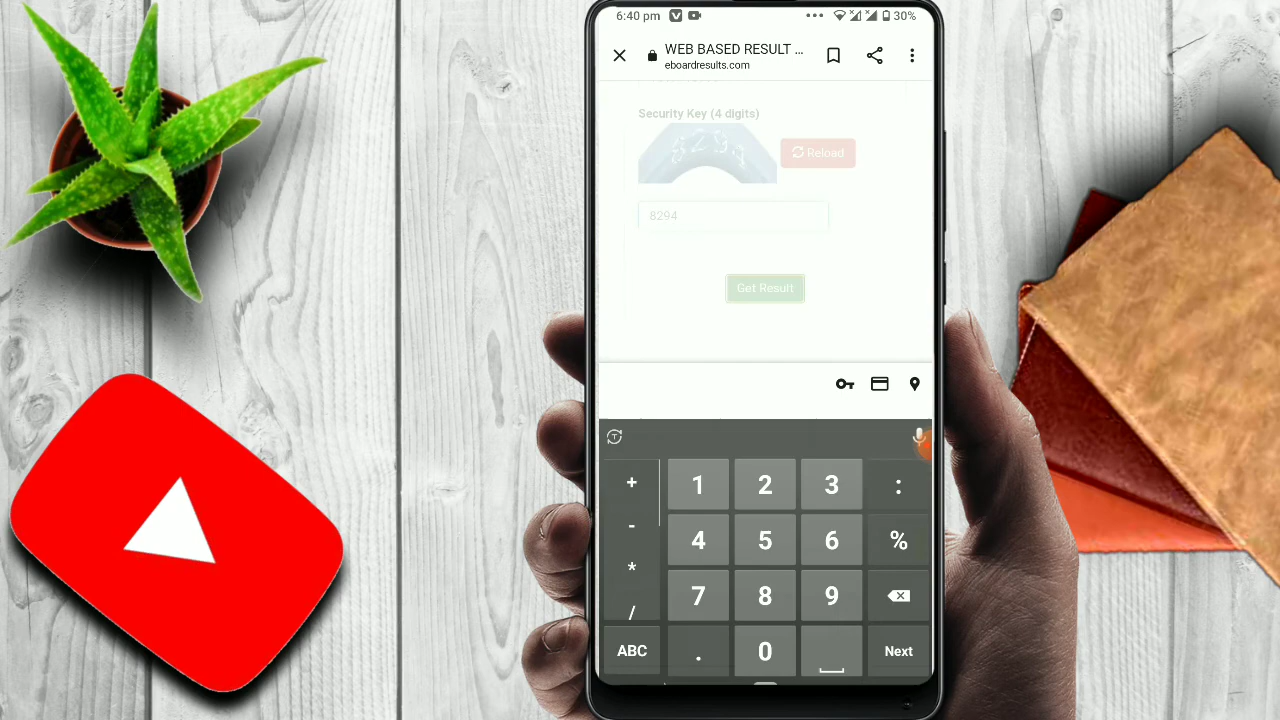 6:40 pm
30%
WEB BASED RESULT ...
eboardresults.com
Security Key (4 digits)
Reload
8294
Get Result
+ 1 2 3 :
- 4 5 6 %
* 7 8 9
/
ABC . 0 Next